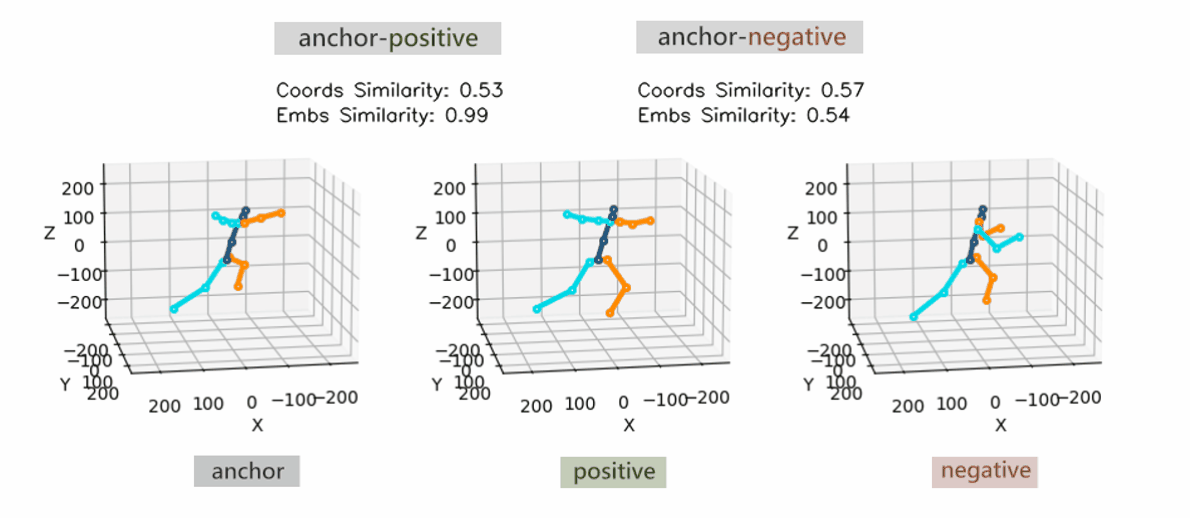 anchor-positive
anchor-negative
Coords Similarity: 0.53
Embs Similarity: 0.99
Coords Similarity: 0.57
Embs Similarity: 0.54
200
100
Z
0
−100
−200
−200
−100
0
Y
100
200
200 100 0 −100 −200
X
200
100
Z
0
−100
−200
−200
−100
0
Y
100
200
200 100 0 −100 −200
X
200
100
Z
0
−100
−200
−200
−100
0
Y
100
200
200 100 0 −100 −200
X
anchor
positive
negative